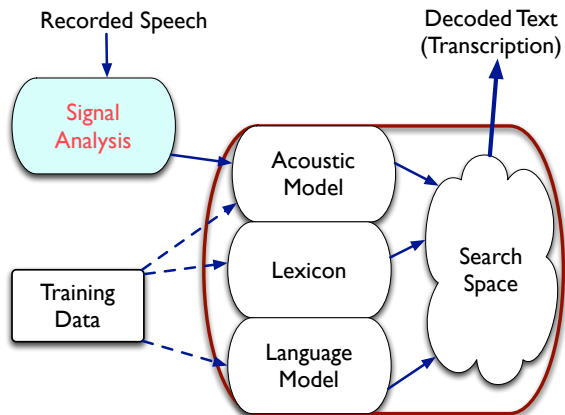 Recorded Speech
Decoded Text
(Transcription)
Signal
Analysis
Acoustic
Model
Lexicon
Search
Space
Training
Data
Language
Model